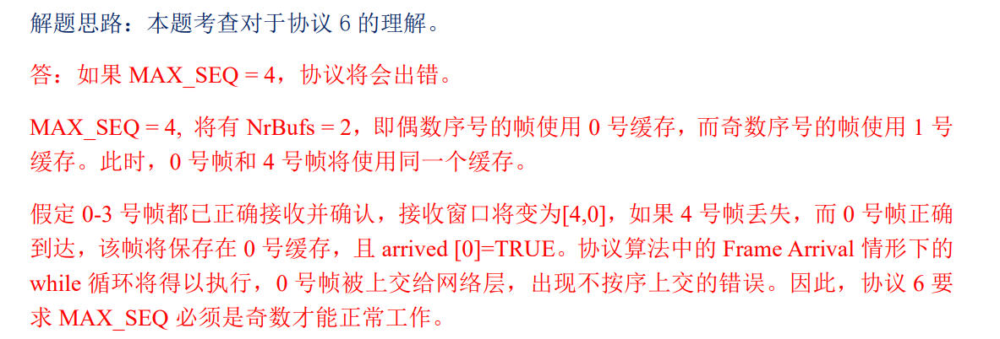 解题思路：本题考查对于协议 6 的理解。
答：如果 MAX_SEQ = 4，协议将会出错。
MAX_SEQ = 4, 将有 NrBufs = 2，即偶数序号的帧使用 0 号缓存，而奇数序号的帧使用 1 号
缓存。此时，0 号帧和 4 号帧将使用同一个缓存。
假定 0-3 号帧都已正确接收并确认，接收窗口将变为[4,0]，如果 4 号帧丢失，而 0 号帧正确
到达，该帧将保存在 0 号缓存，且 arrived [0]=TRUE。协议算法中的 Frame Arrival 情形下的
while 循环将得以执行，0 号帧被上交给网络层，出现不按序上交的错误。因此，协议 6 要
求 MAX_SEQ 必须是奇数才能正常工作。